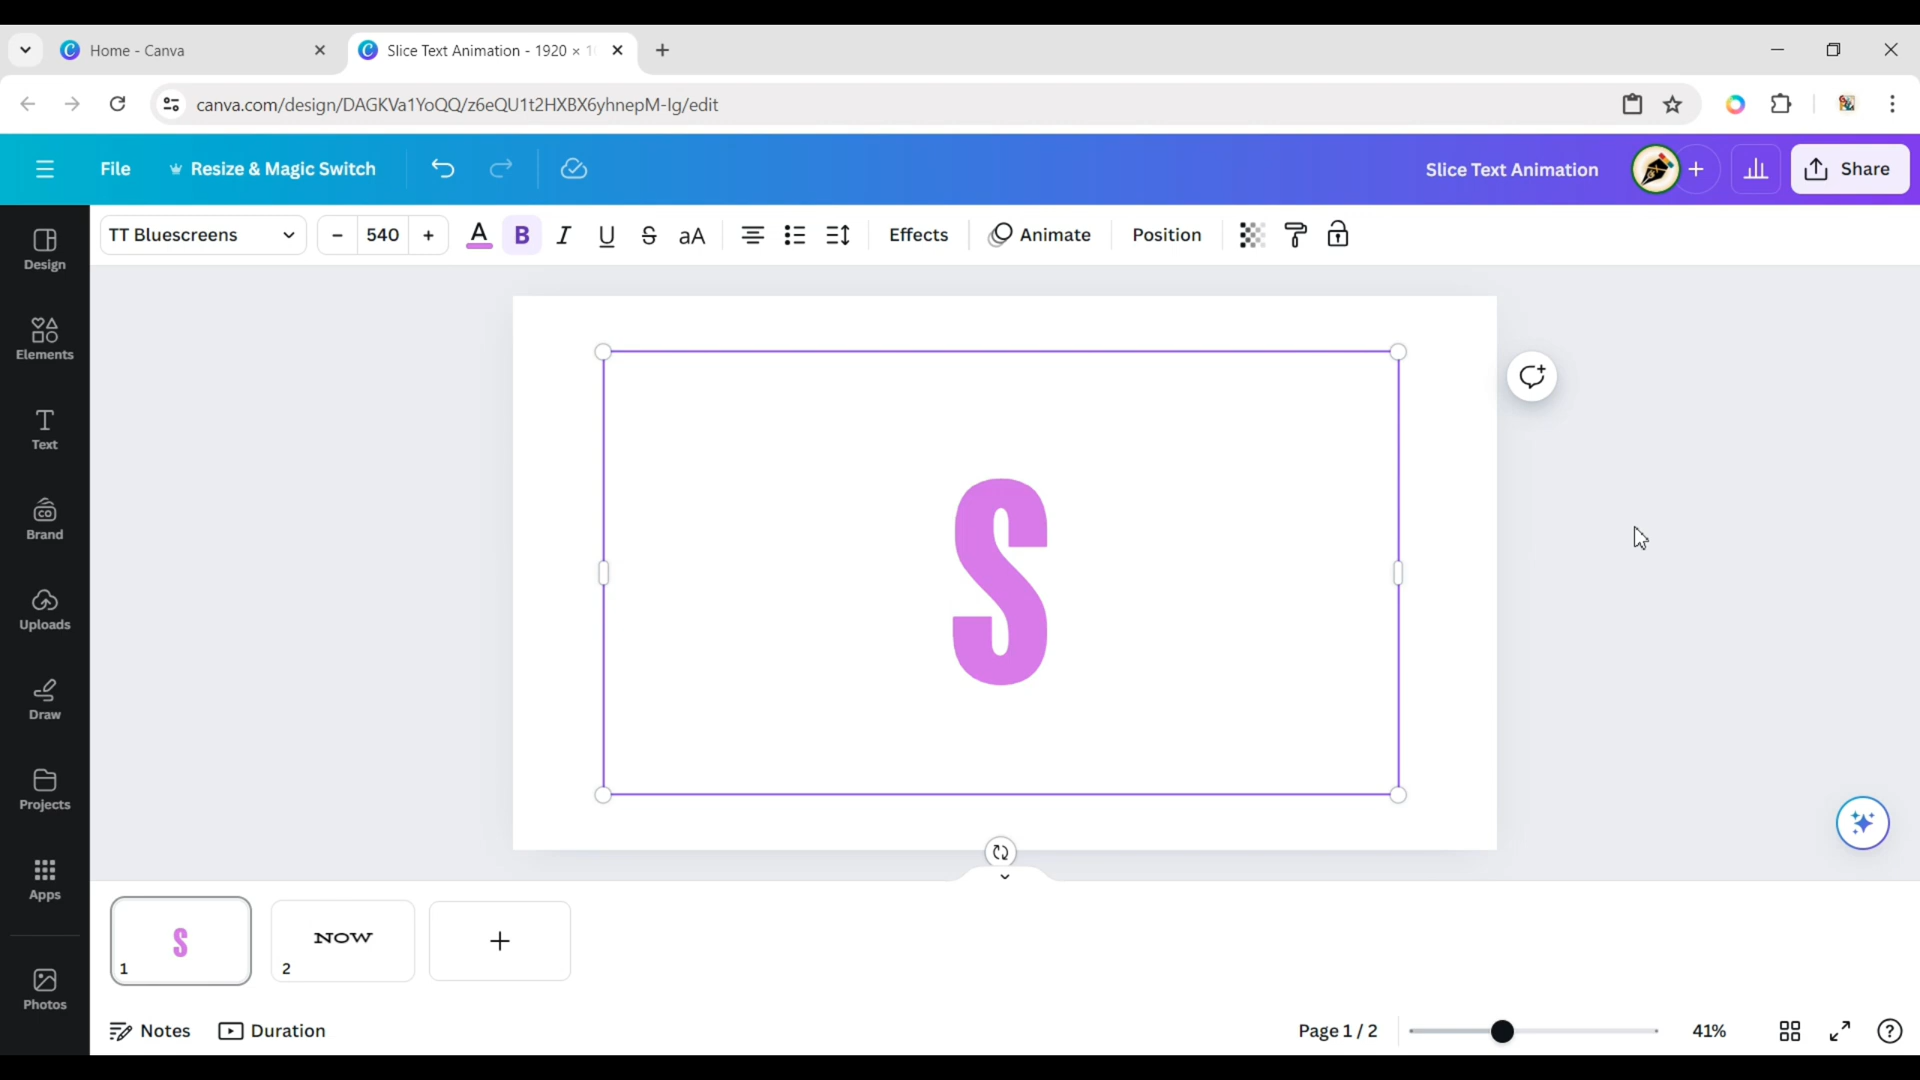 Home - Canva
Slice Text Animation - 1920 × 1
canva.com/design/DAGKVa1YoQQ/z6eQU1t2HXBX6yhnepM-Ig/edit
File
Resize & Magic Switch
Slice Text Animation
Share
TT Bluescreens
- 540 +
A
B
I
U
S
aA
Effects
Animate
Position
Design
Elements
Text
Brand
Uploads
Draw
Projects
Apps
Photos
S
S
1
NOW
2
Notes
Duration
Page 1 / 2
41%